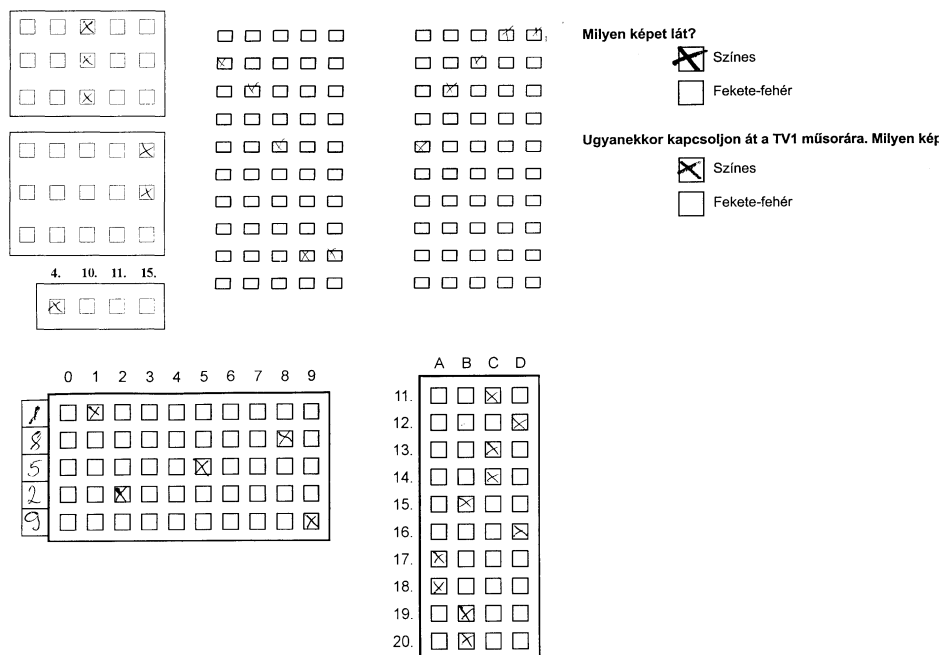 Milyen képet lát?
Színes
Fekete-fehér
Ugyanekkor kapcsoljon át a TV1 műsorára. Milyen kép
Színes
Fekete-fehér
4. 10. 11. 15.
0 1 2 3 4 5 6 7 8 9
1
8
5
2
9
A B C D
11.
12.
13.
14.
15.
16.
17.
18.
19.
20.